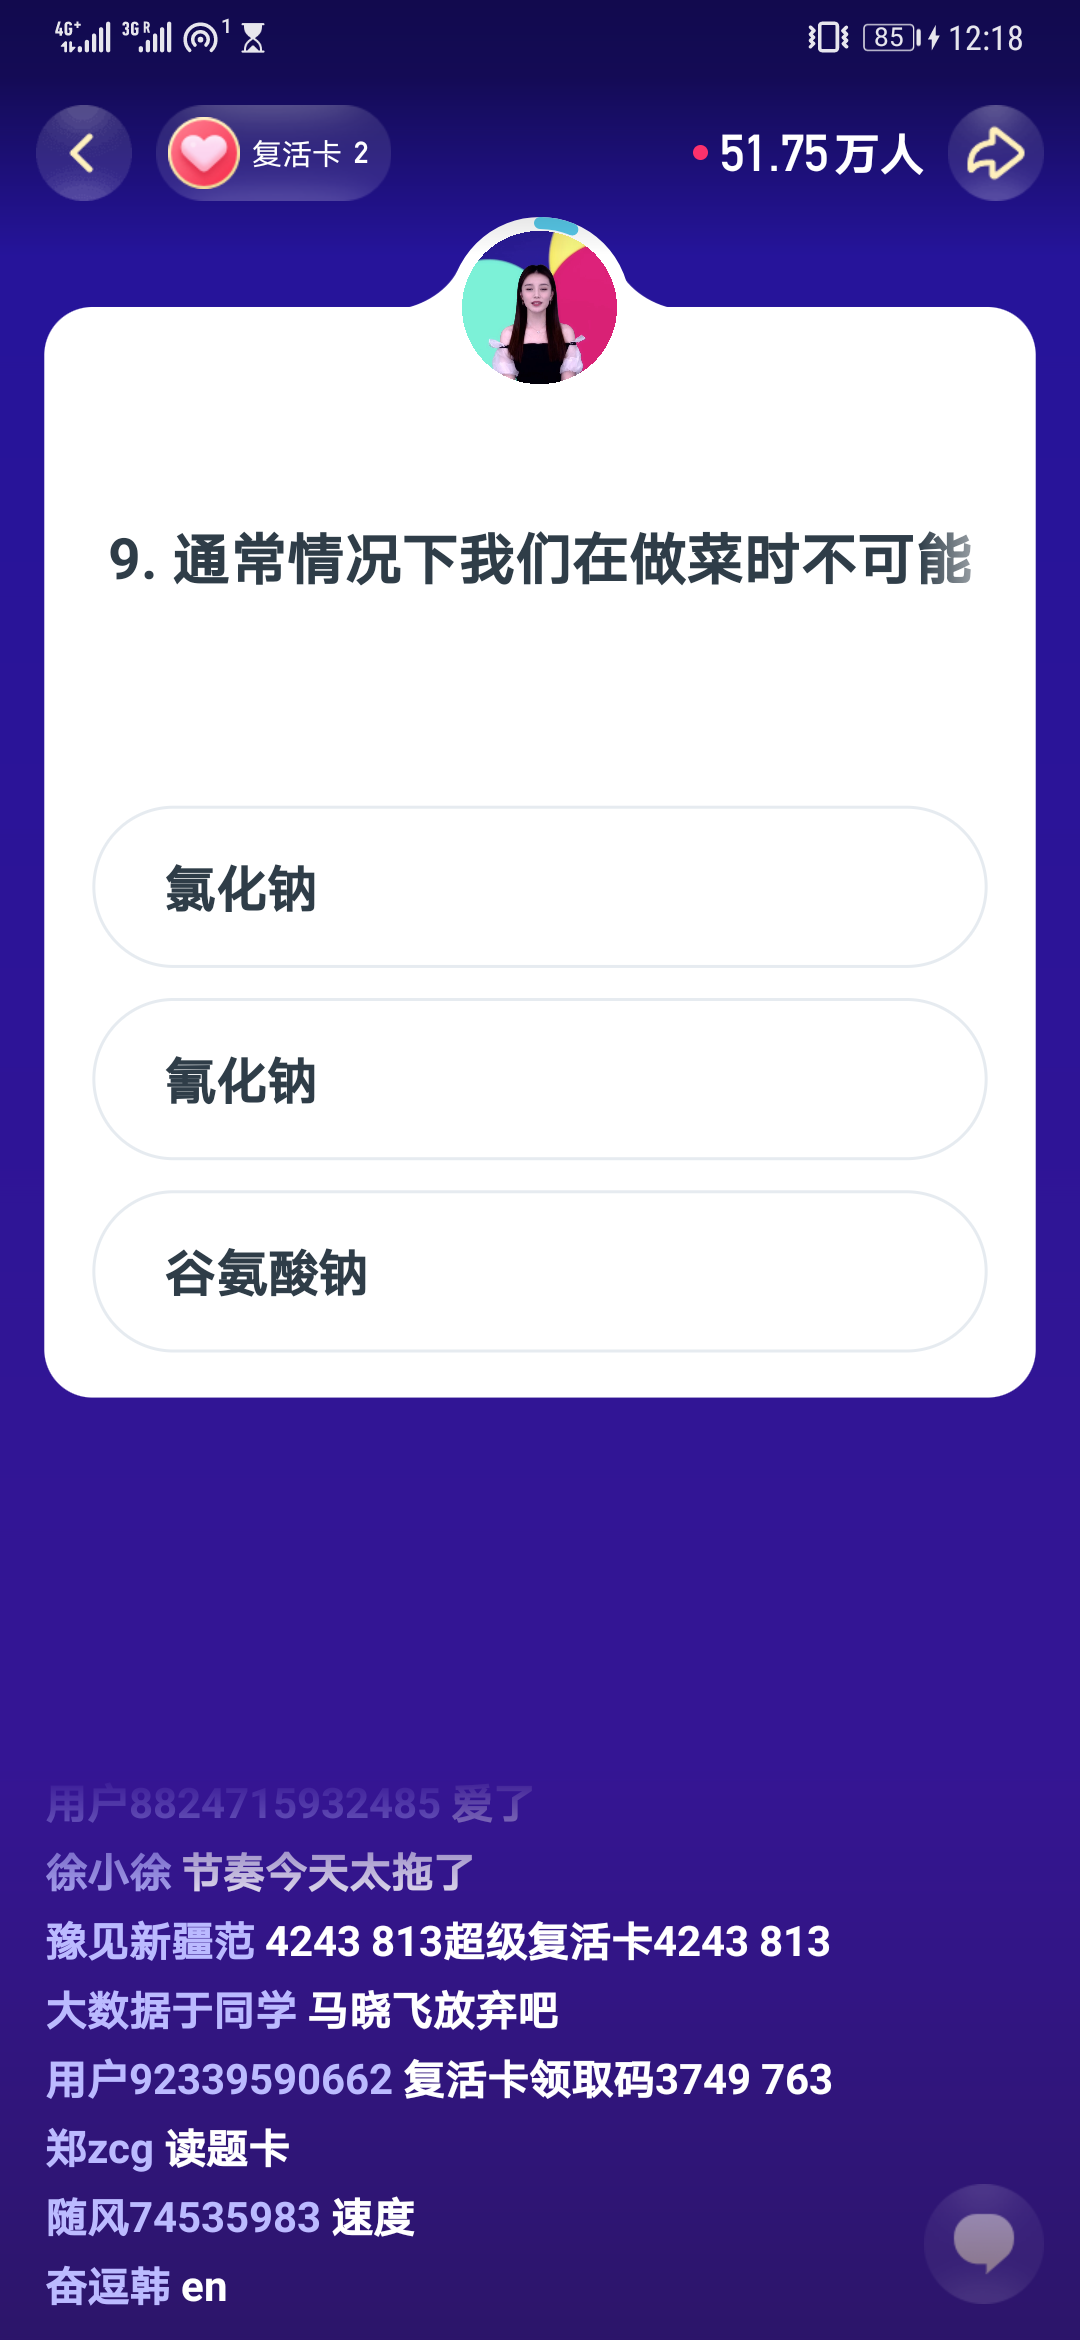 4G+ 3G R 1 85 12:18
复活卡 2 51.75万人
9. 通常情况下我们在做菜时不可能
氯化钠
氰化钠
谷氨酸钠
用户8824715932485 爱了
徐小徐 节奏今天太拖了
豫见新疆范 4243 813超级复活卡4243 813
大数据于同学 马晓飞放弃吧
用户92339590662 复活卡领取码3749 763
郑zcg 读题卡
随风74535983 速度
奋逗韩 en